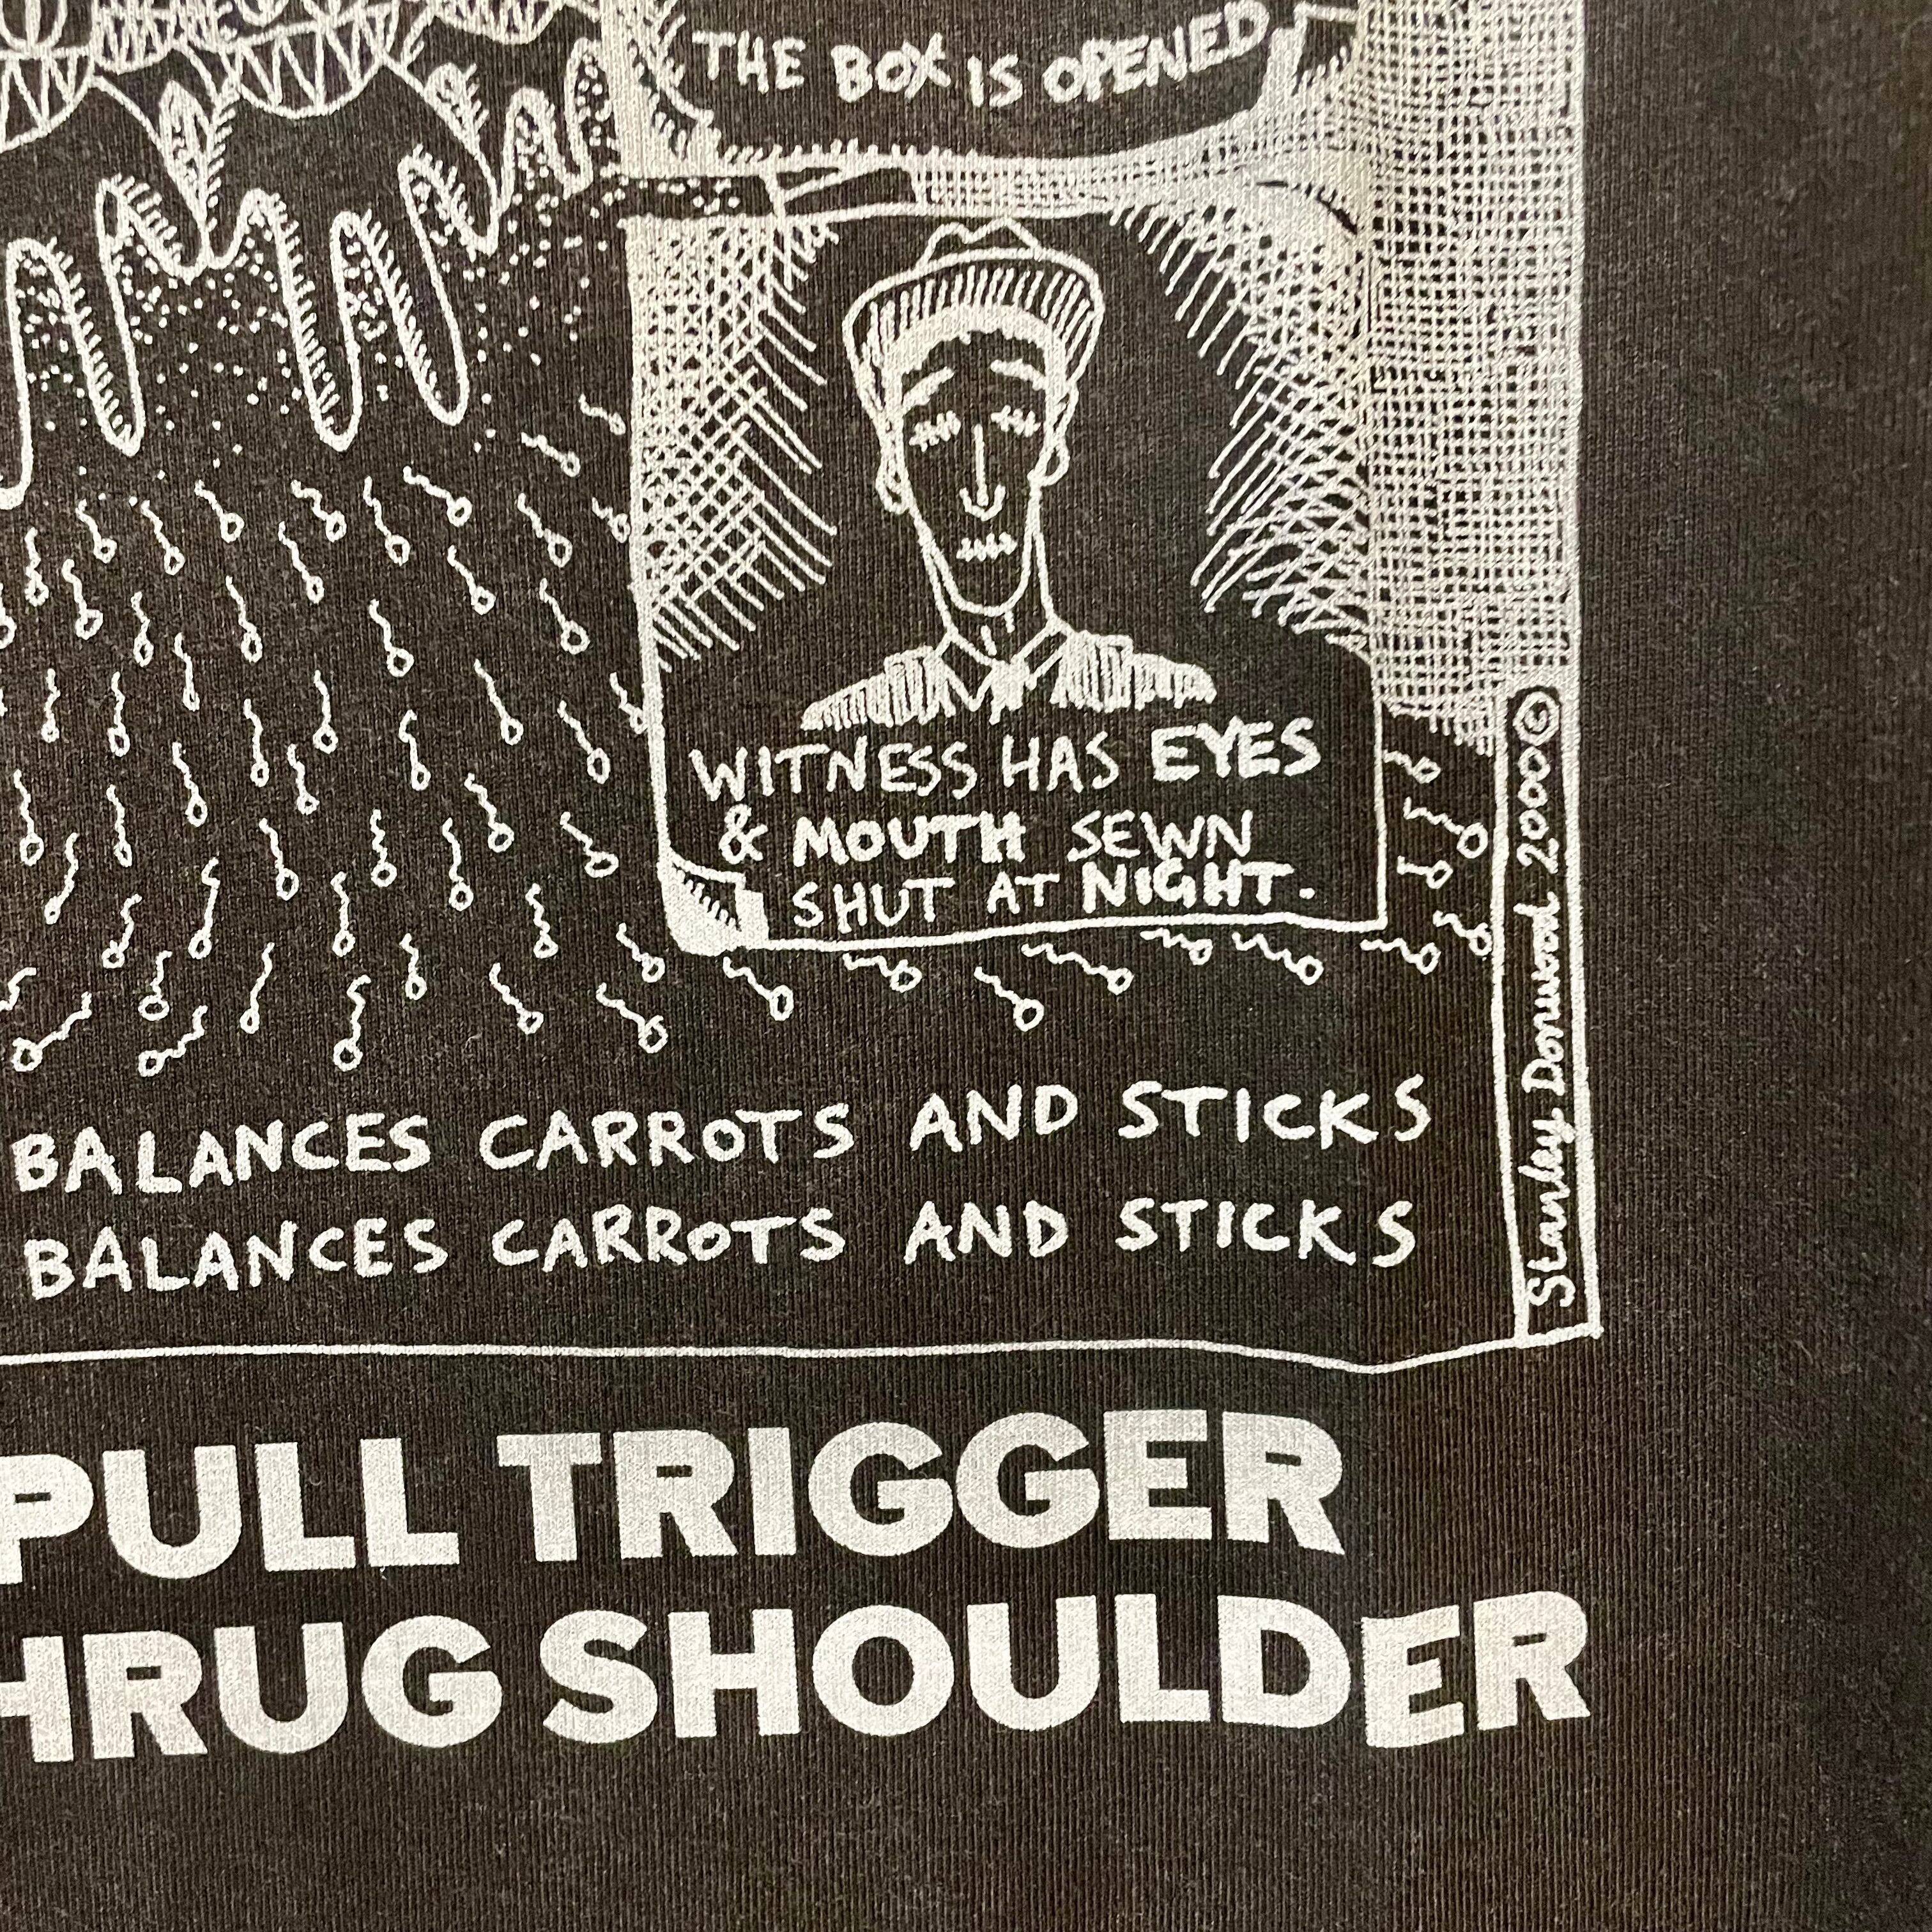 THE BOX IS OPENED
WITNESS HAS EYES
& MOUTH SEWN
SHUT AT NIGHT.
Stanley Donwood 2000 ©
BALANCES CARROTS AND STICKS
BALANCES CARROTS AND STICKS
PULL TRIGGER
HRUG SHOULDER